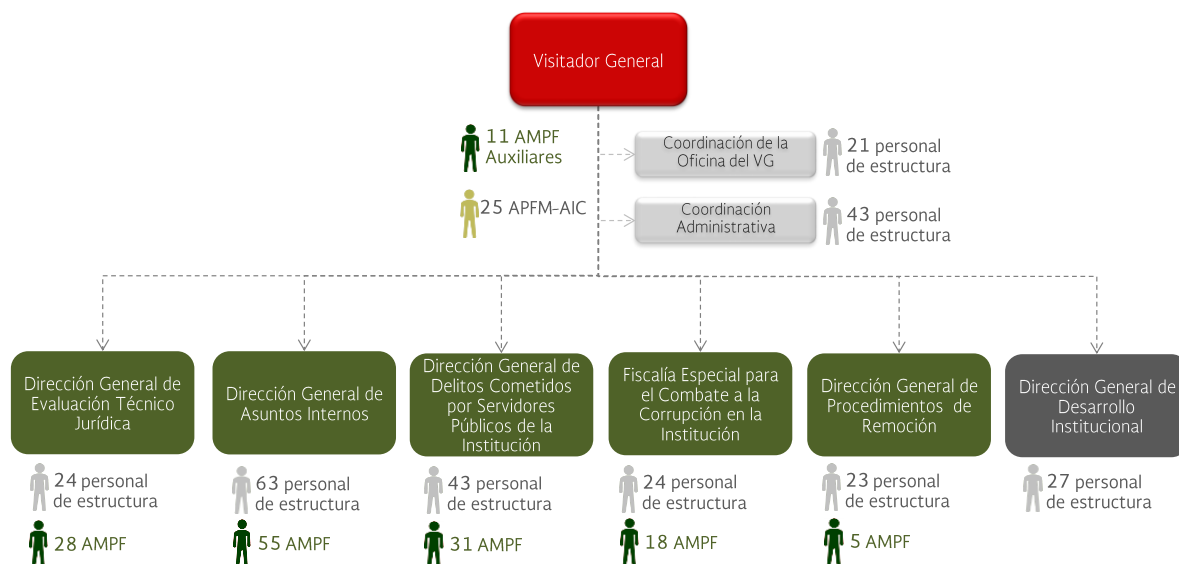 Visitador General
11 AMPF
Auxiliares
Coordinación de la
Oficina del VG
21 personal
de estructura
25 APFM-AIC
Coordinación
Administrativa
43 personal
de estructura
Dirección General de
Evaluación Técnico
Jurídica
Dirección General de
Asuntos Internos
Dirección General de
Delitos Cometidos
por Servidores
Públicos de la
Institución
Fiscalía Especial para
el Combate a la
Corrupción en la
Institución
Dirección General de
Procedimientos de
Remoción
Dirección General de
Desarrollo
Institucional
24 personal
de estructura
63 personal
de estructura
43 personal
de estructura
24 personal
de estructura
23 personal
de estructura
27 personal
de estructura
28 AMPF
55 AMPF
31 AMPF
18 AMPF
5 AMPF